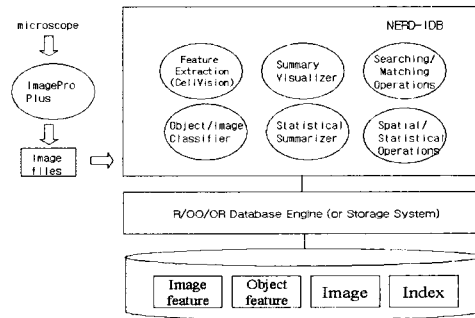 microscope
NERD-IDB
ImagePro
Plus
Image
files
Feature
Extraction
(CellVision)
Summary
Visualizer
Searching/
Matching
Operations
Object/image
Classifier
Statistical
Summarizer
Spatial/
Statistical
Operations
R/OO/OR Database Engine (or Storage System)
Image
feature
Object
feature
Image
Index